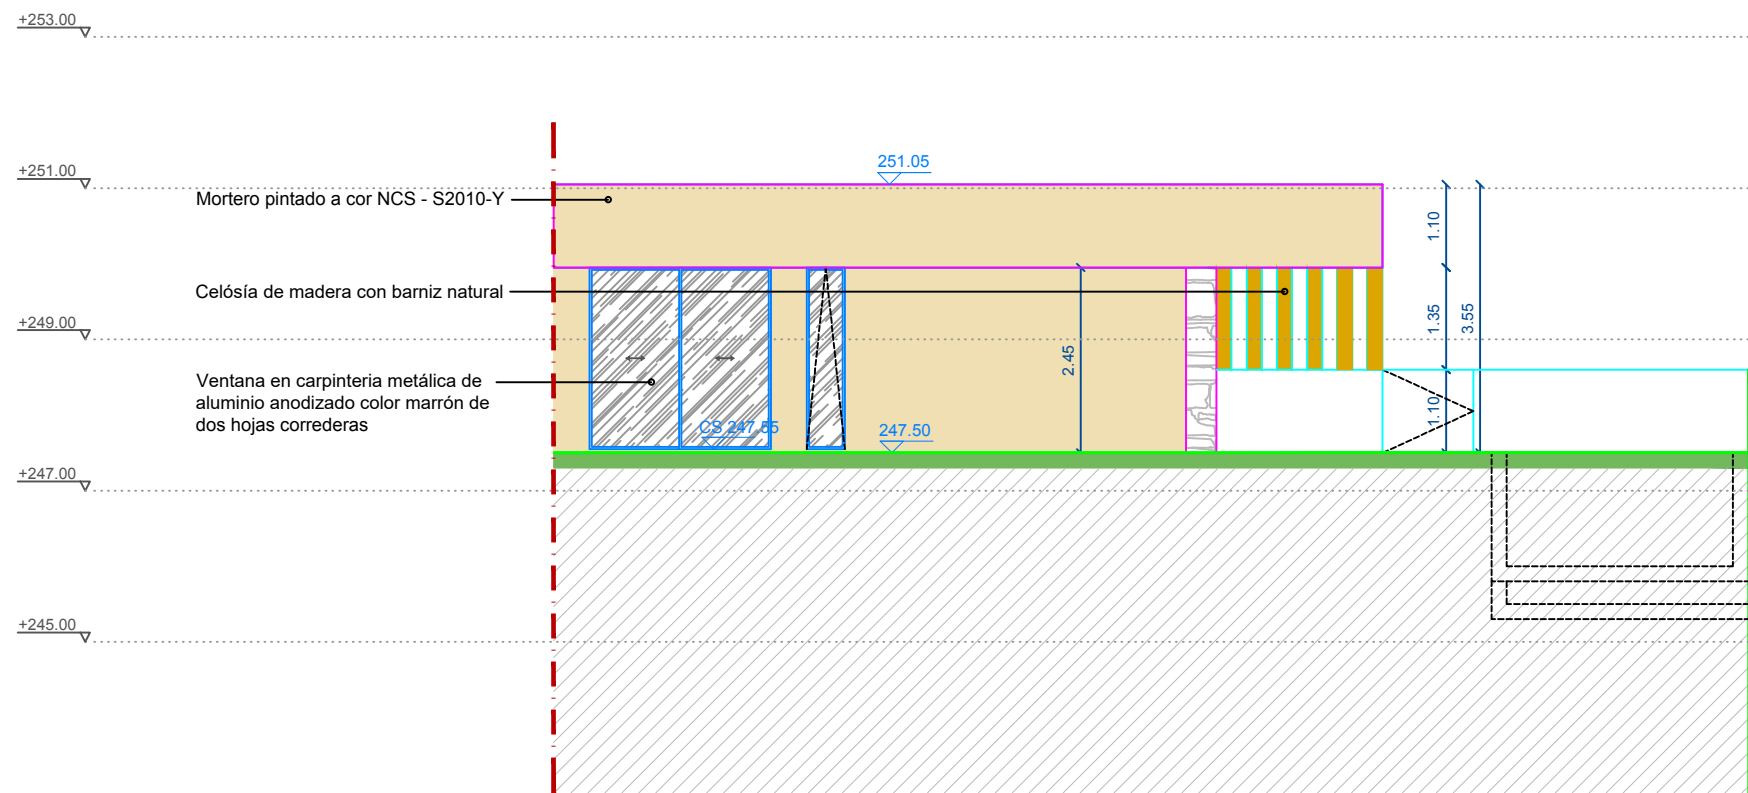 +253.00
251.05
+251.00
Mortero pintado a cor NCS - S2010-Y
1.10
Celósía de madera con barniz natural
1.35
3.55
+249.00
2.45
Ventana en carpinteria metálica de
aluminio anodizado color marrón de
dos hojas correderas
1.10
CS 247.55
247.50
+247.00
+245.00